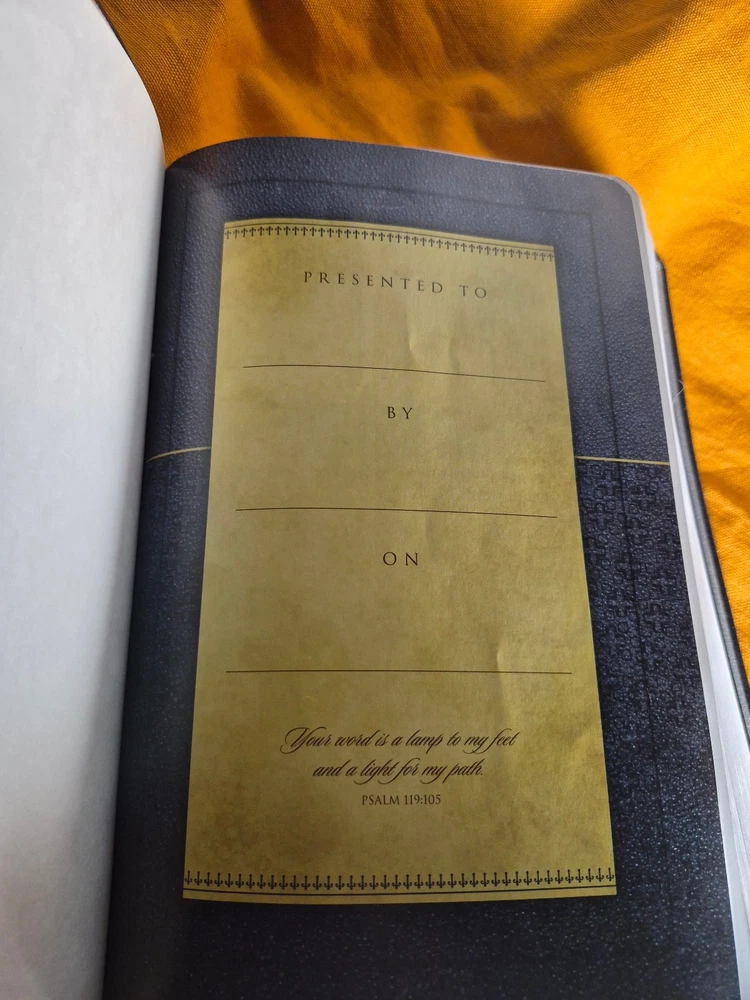 PRESENTED TO
BY
ON
Your word is a lamp to my feet
and a light for my path.
PSALM 119:105